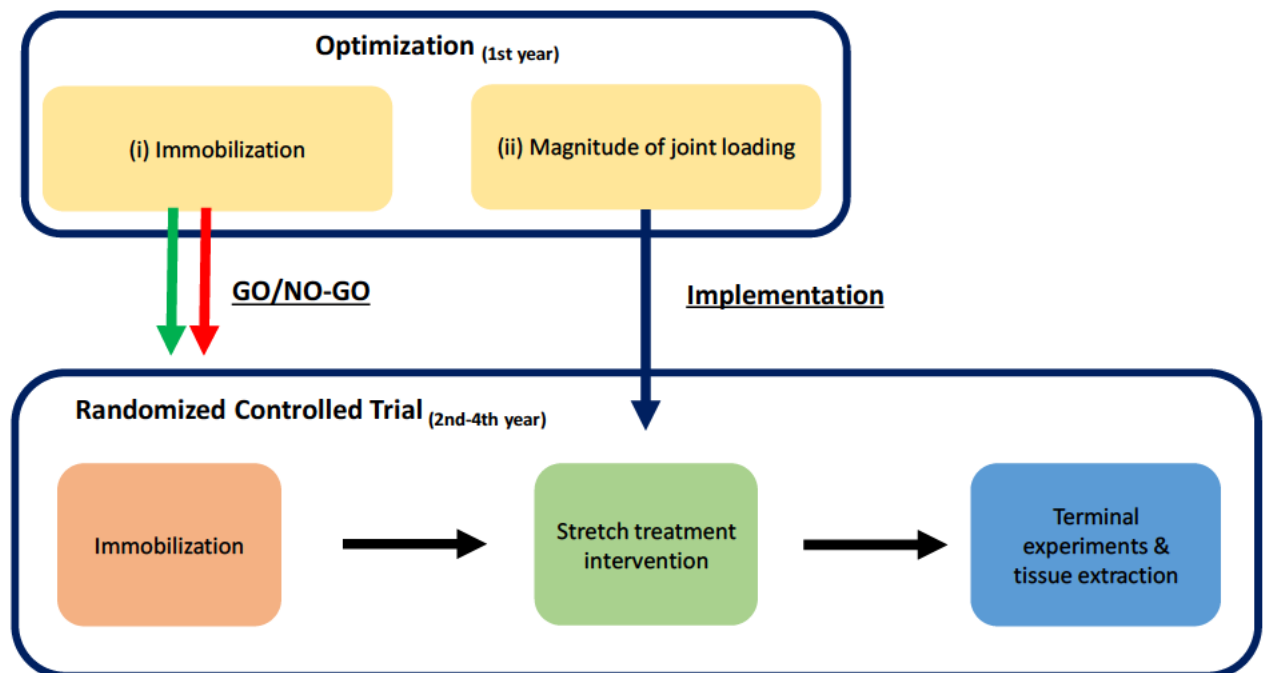 Optimization (1st year)
(i) Immobilization
(ii) Magnitude of joint loading
GO/NO-GO
Implementation
Randomized Controlled Trial (2nd-4th year)
Immobilization
Stretch treatment
intervention
Terminal
experiments &
tissue extraction